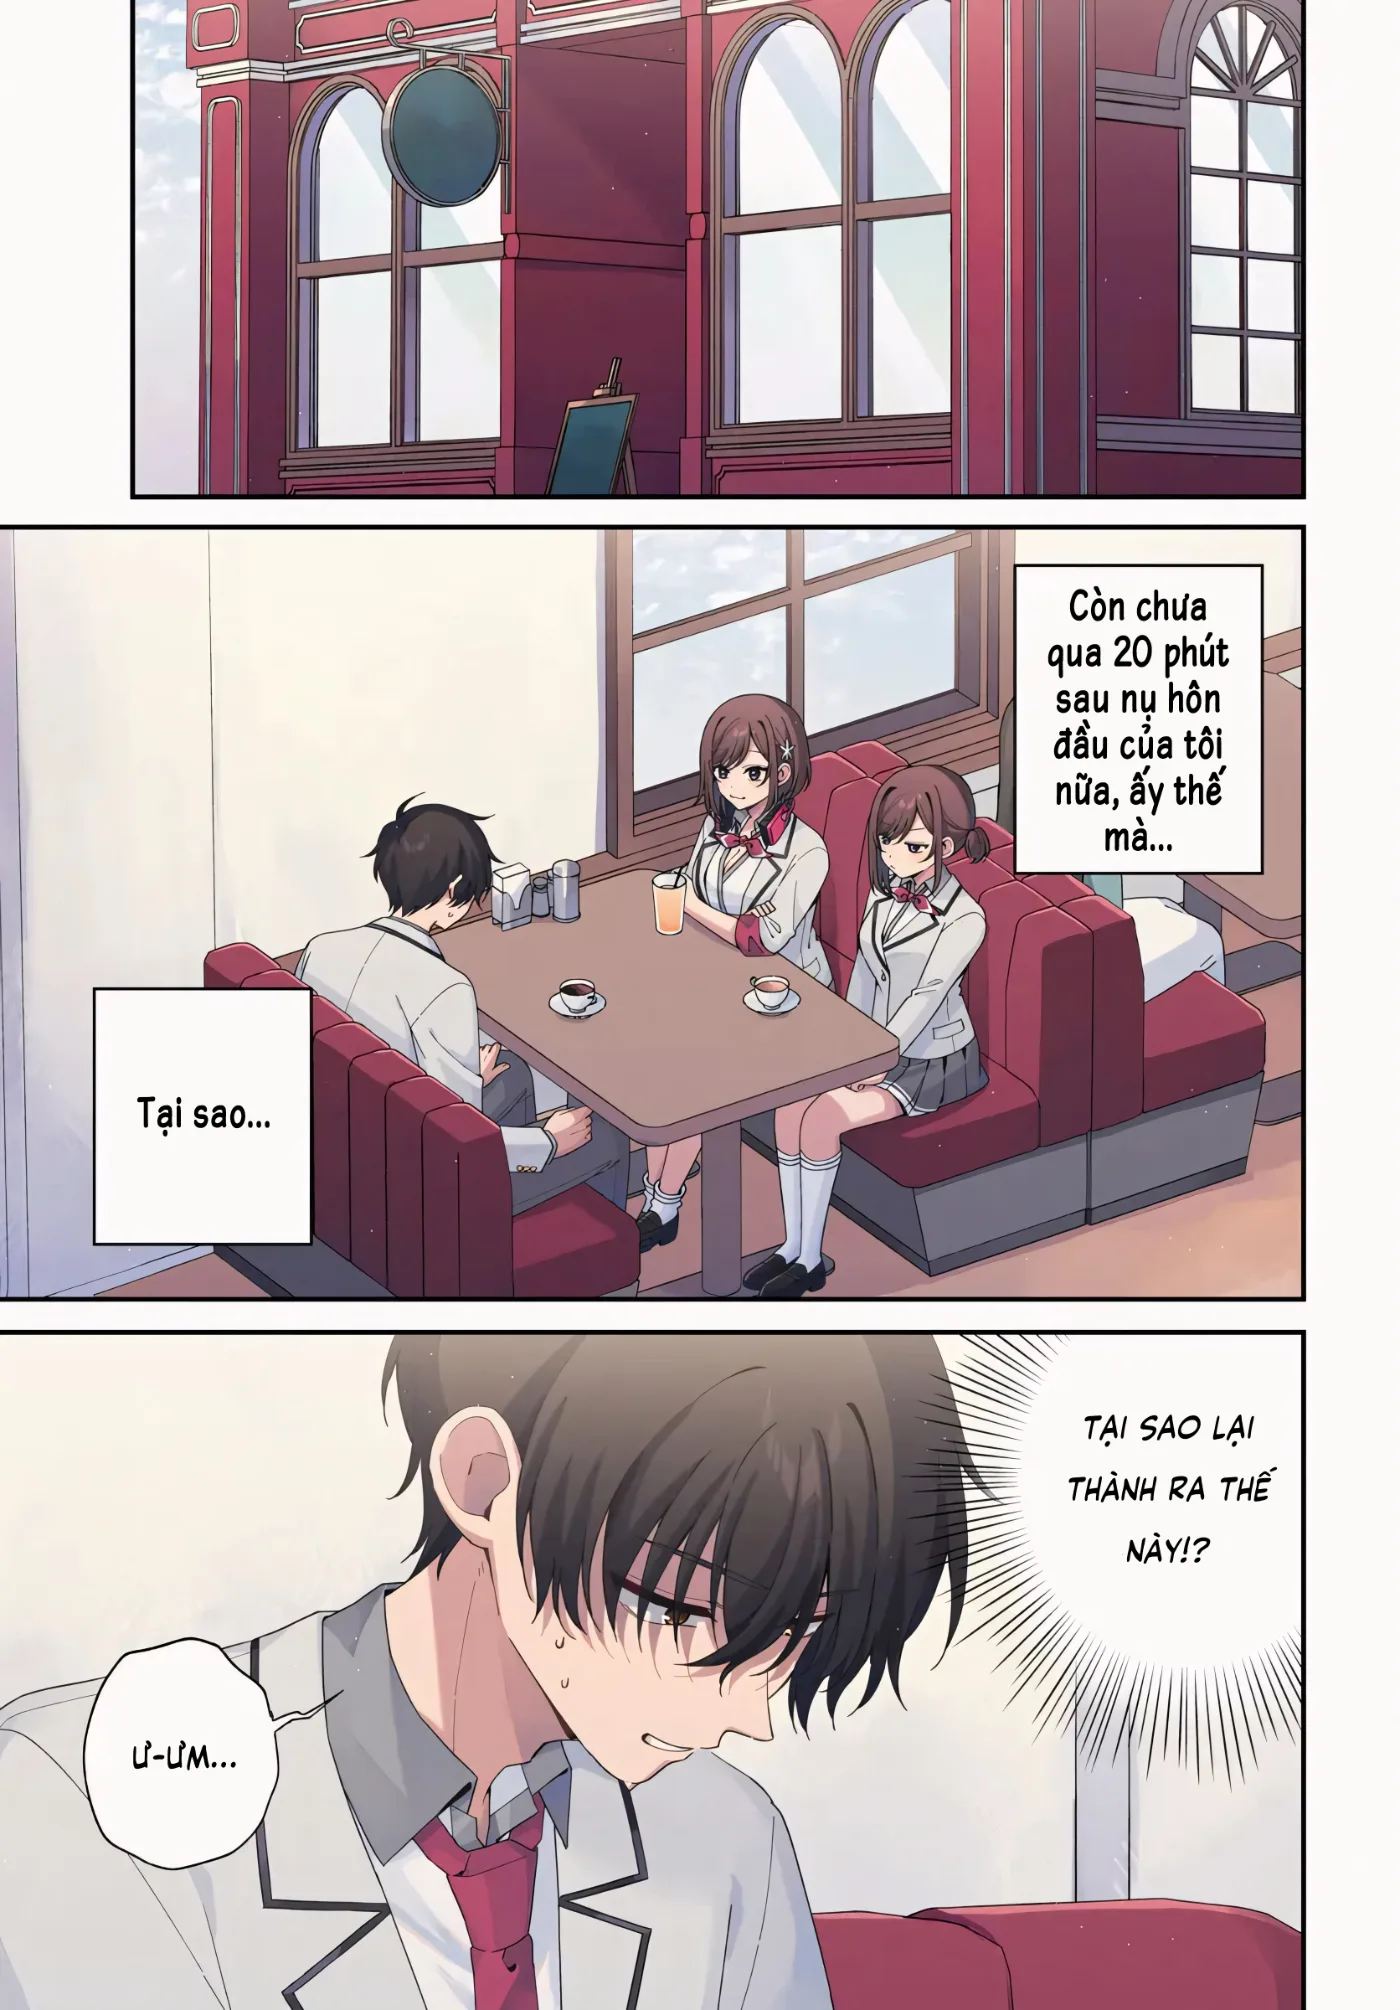 Còn chưa
qua 20 phút
sau nụ hôn
đầu của tôi
nữa, ấy thế
mà...
Tại sao...
TẠI SAO LẠI
THÀNH RA THẾ
NÀY!?
Ư-ƯM...